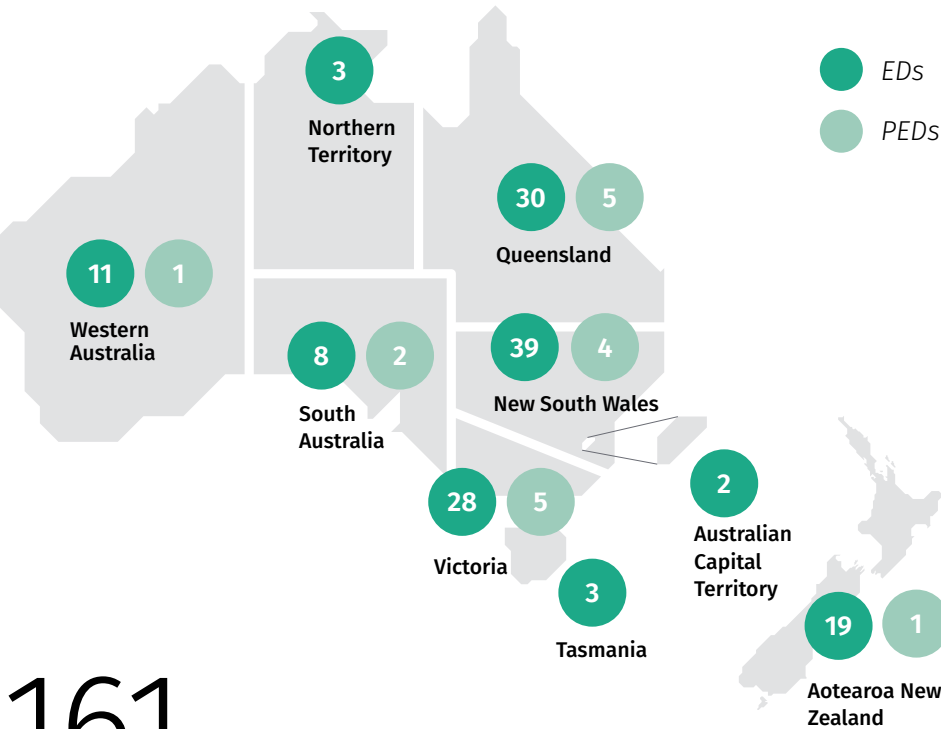 3
EDs
Northern
Territory
PEDs
30 5
Queensland
11 1
Western
Australia
8 2
South
Australia
39 4
New South Wales
2
Australian
Capital
Territory
28 5
Victoria
3
Tasmania
19 1
Aotearoa New
Zealand
161